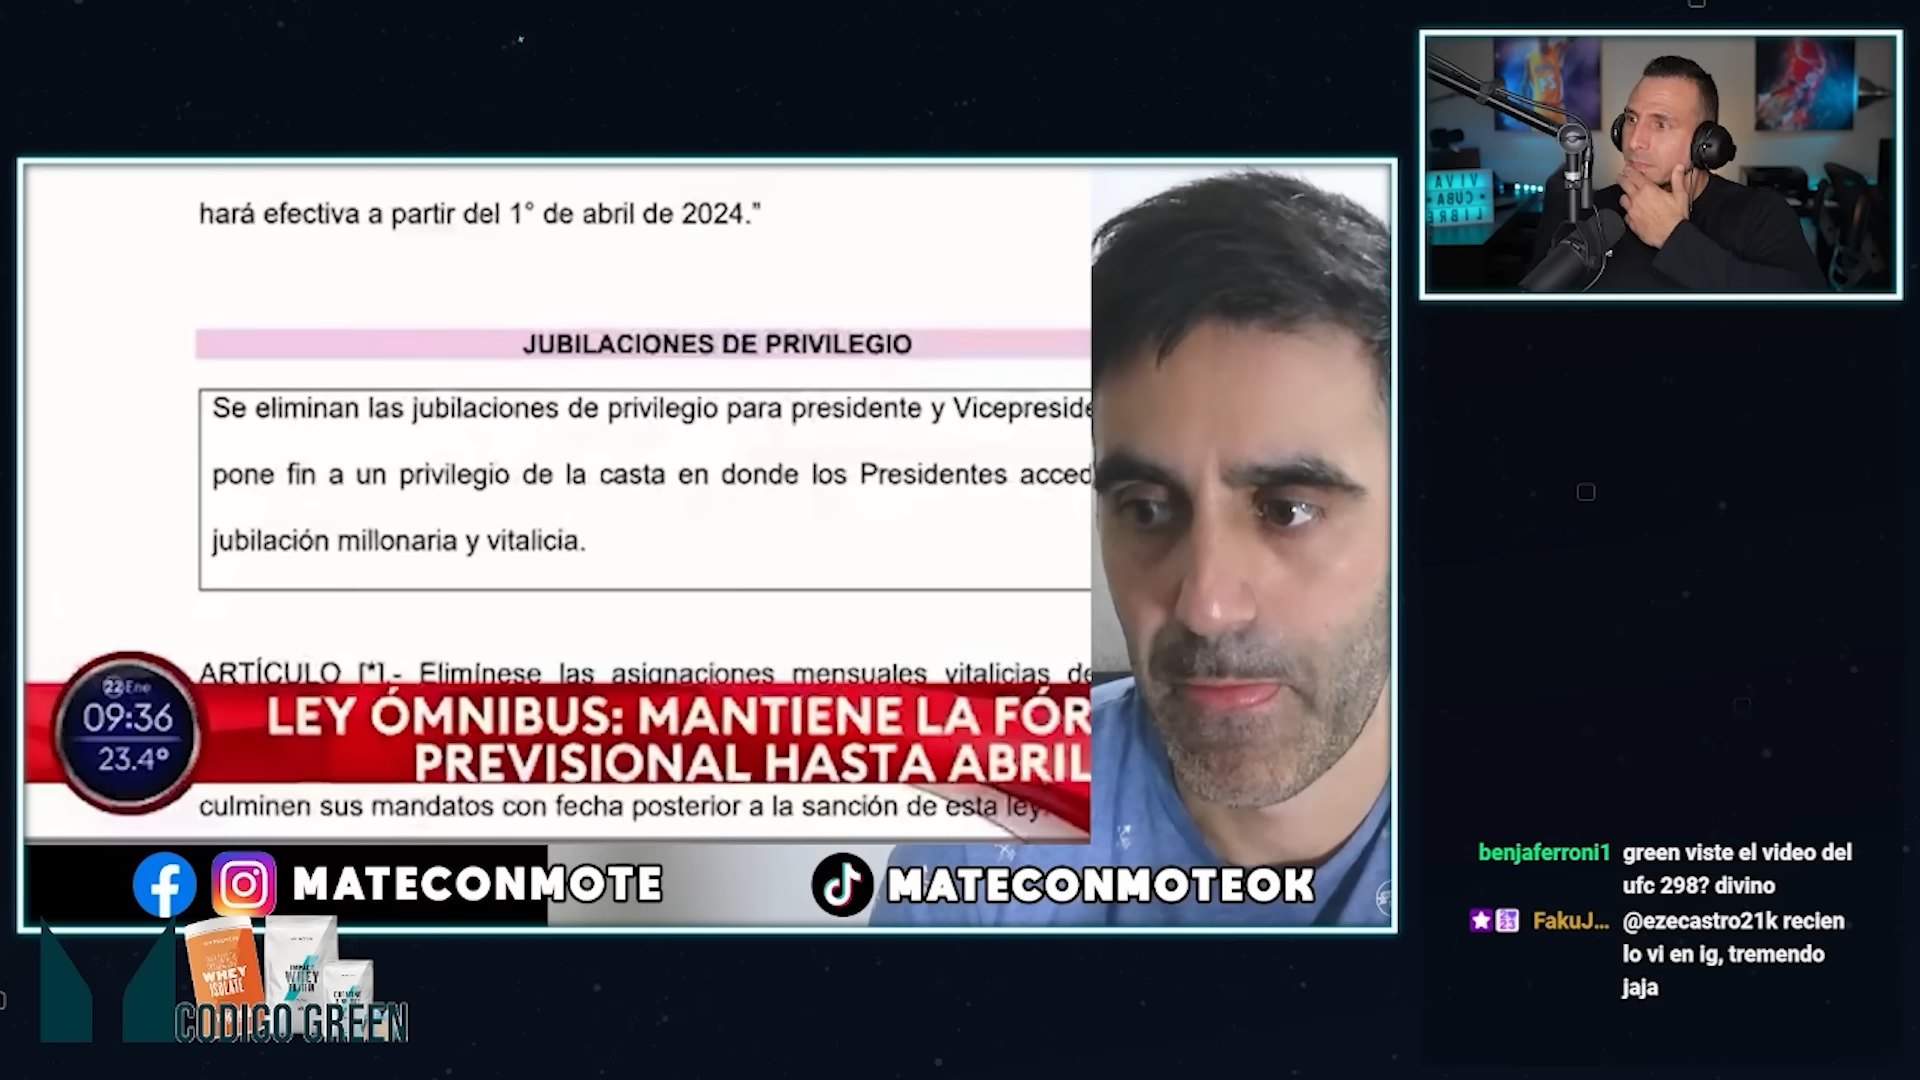 hará efectiva a partir del 1° de abril de 2024."
JUBILACIONES DE PRIVILEGIO
Se eliminan las jubilaciones de privilegio para presidente y Vicepreside
pone fin a un privilegio de la casta en donde los Presidentes acced
jubilación millonaria y vitalicia.
ARTÍCULO [*].- Elimínese las asignaciones mensuales vitalicias de
22 Ene
09:36
23.4°
LEY ÓMNIBUS: MANTIENE LA FÓR
PREVISIONAL HASTA ABRIL
culminen sus mandatos con fecha posterior a la sanción de esta ley.
MATECONMOTE
MATECONMOTEOK
WHEY
ISOLATE
WHEY
CODIGO GREEN
VIVA
CUBA
LIBRE
benjaferroni1 green viste el video del
ufc 298? divino
FakuJ... @ezecastro21k recien
lo vi en ig, tremendo
jaja